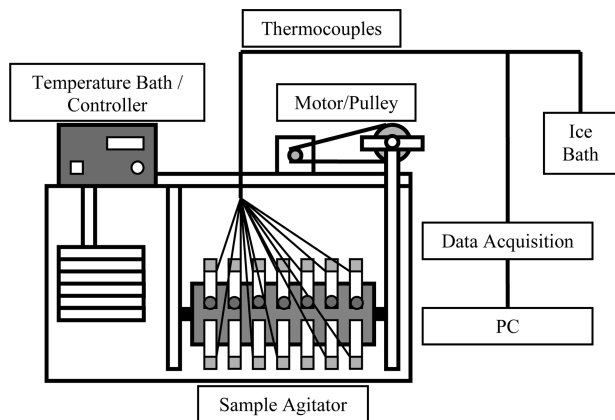 Thermocouples
Temperature Bath /
Controller
Motor/Pulley
Ice
Bath
Data Acquisition
PC
Sample Agitator